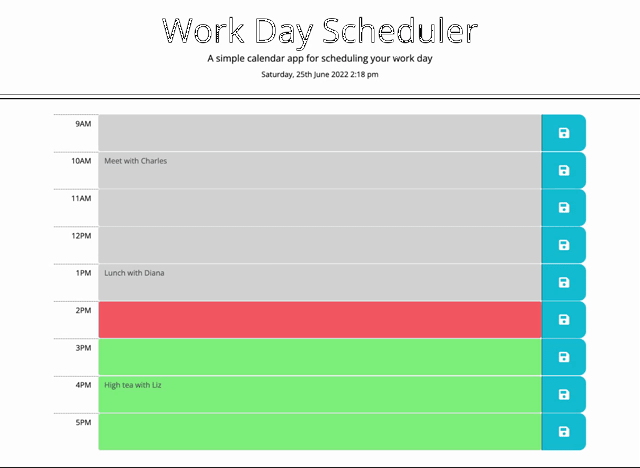 Work Day Scheduler
A simple calendar app for scheduling your work day
Saturday, 25th June 2022 2:18 pm
9AM
10AM Meet with Charles
11AM
12PM
1PM Lunch with Diana
2PM
3PM
4PM High tea with Liz
5PM